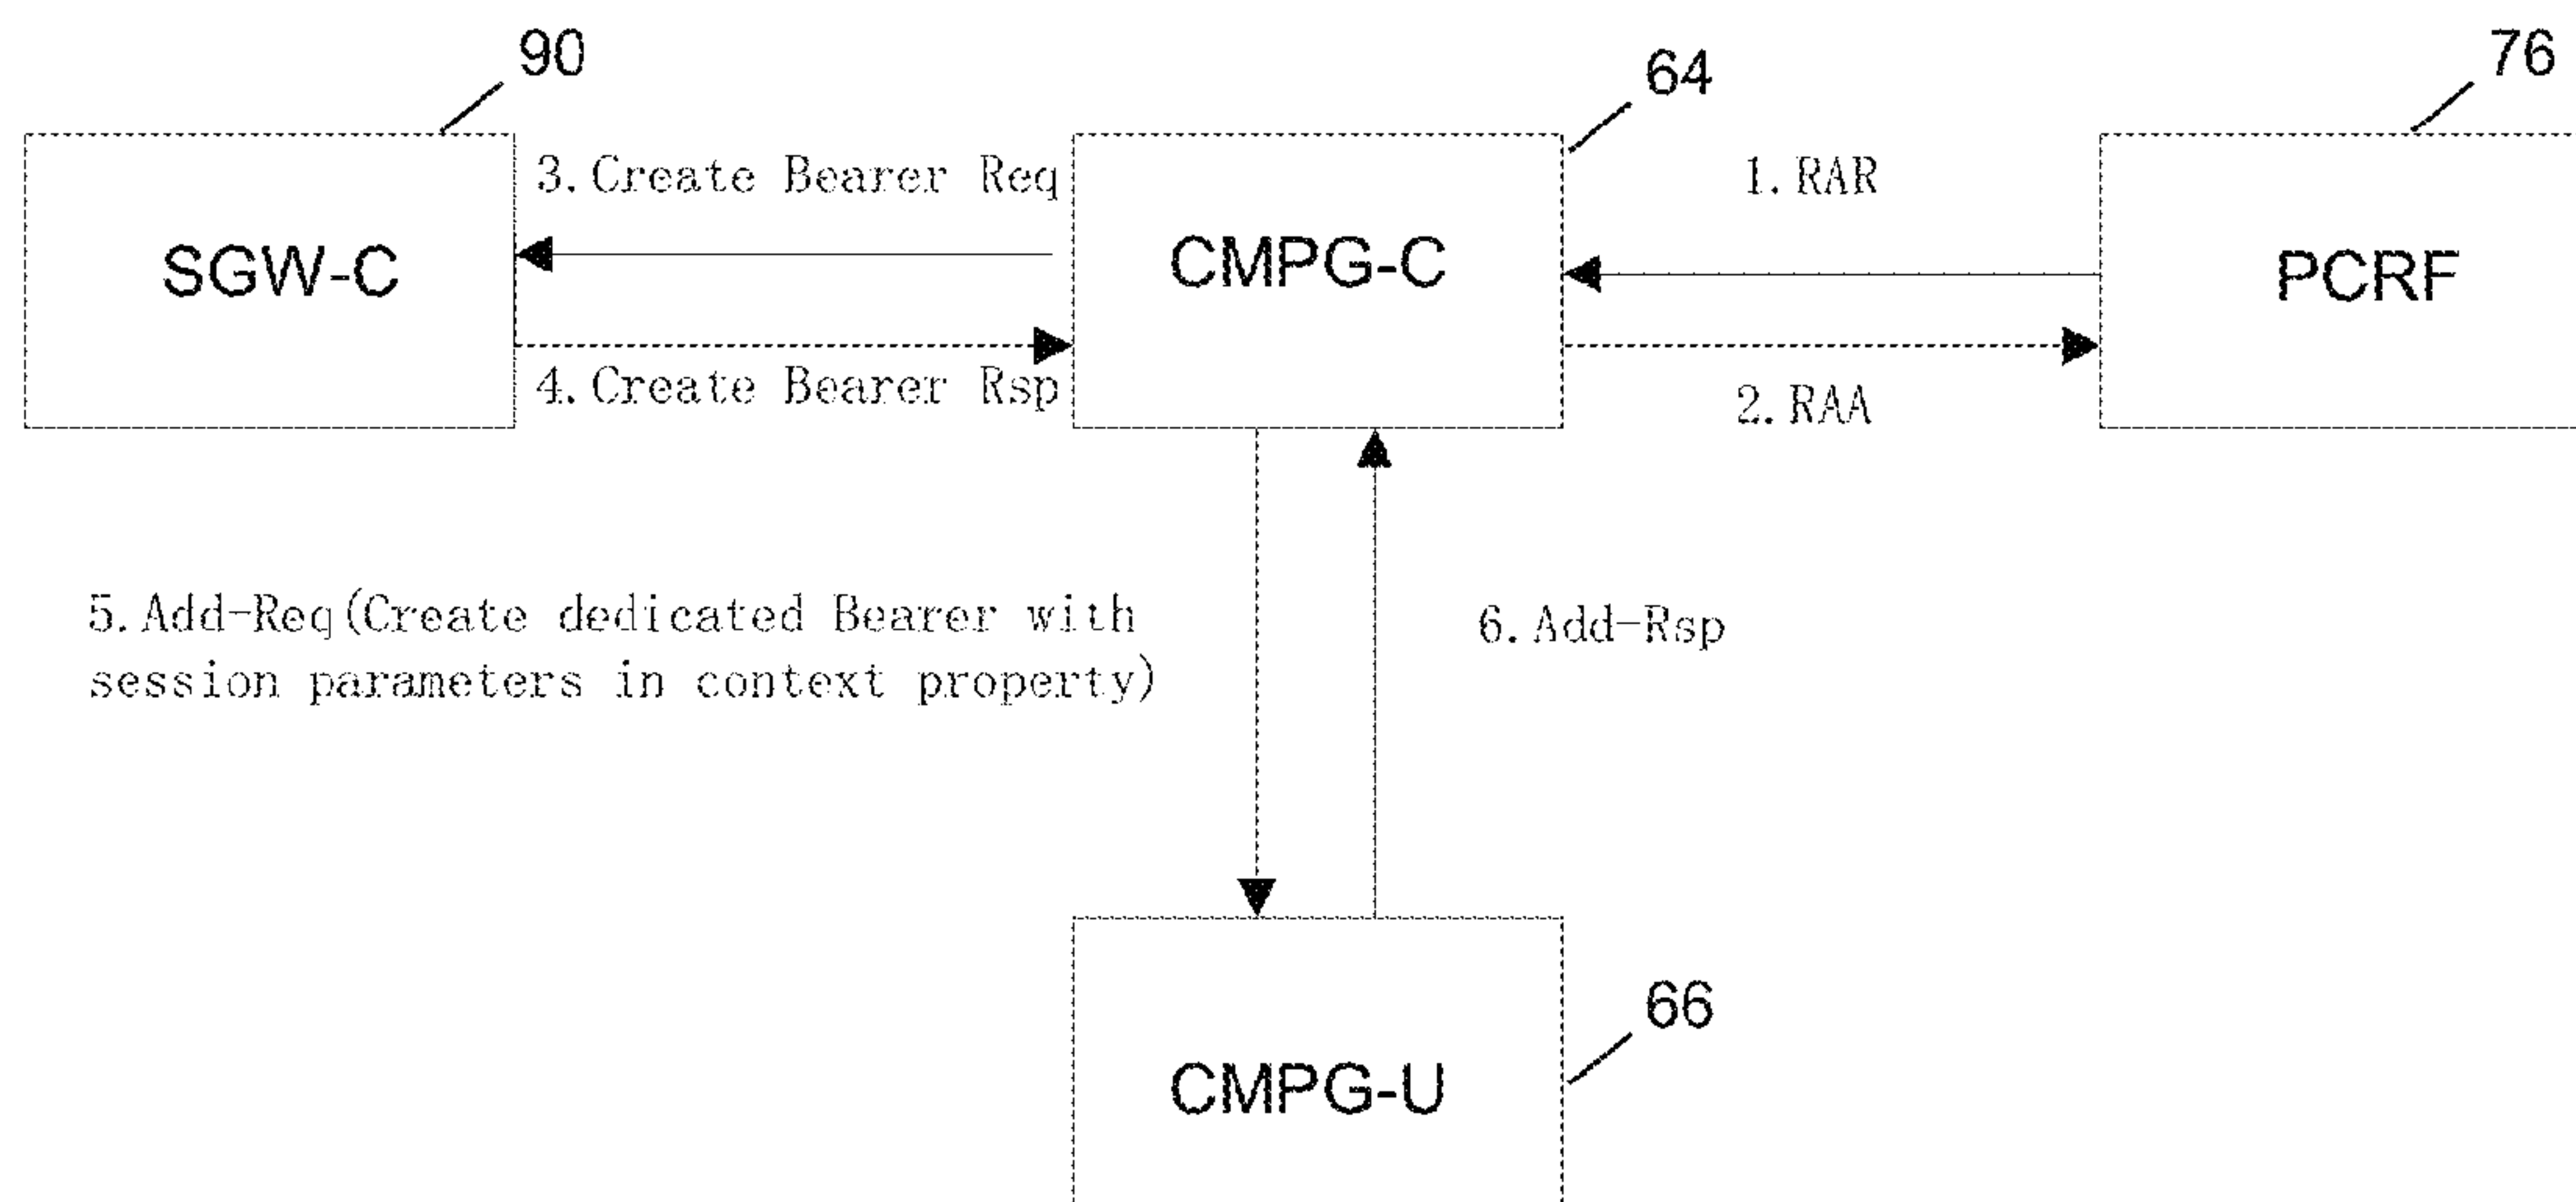 90
64
76
3. Create Bearer Req
1. RAR
SGW-C
CMPG-C
PCRF
4. Create Bearer Rsp
2. RAA
5. Add-Req(Create dedicated Bearer with
session parameters in context property)
6. Add-Rsp
66
CMPG-U